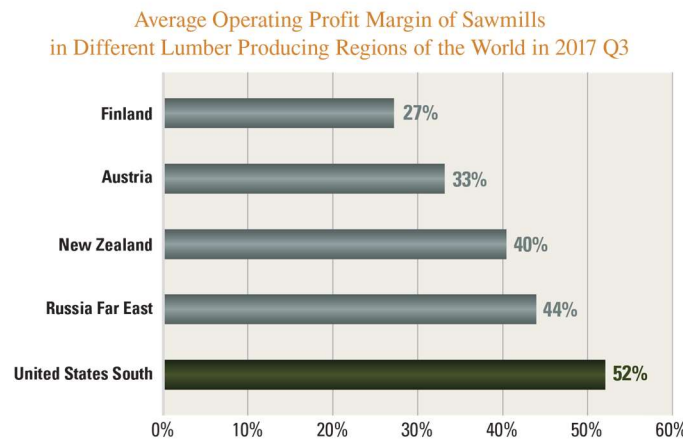 Average Operating Profit Margin of Sawmills
in Different Lumber Producing Regions of the World in 2017 Q3
Finland 27%
Austria 33%
New Zealand 40%
Russia Far East 44%
United States South 52%
0% 10% 20% 30% 40% 50% 60%